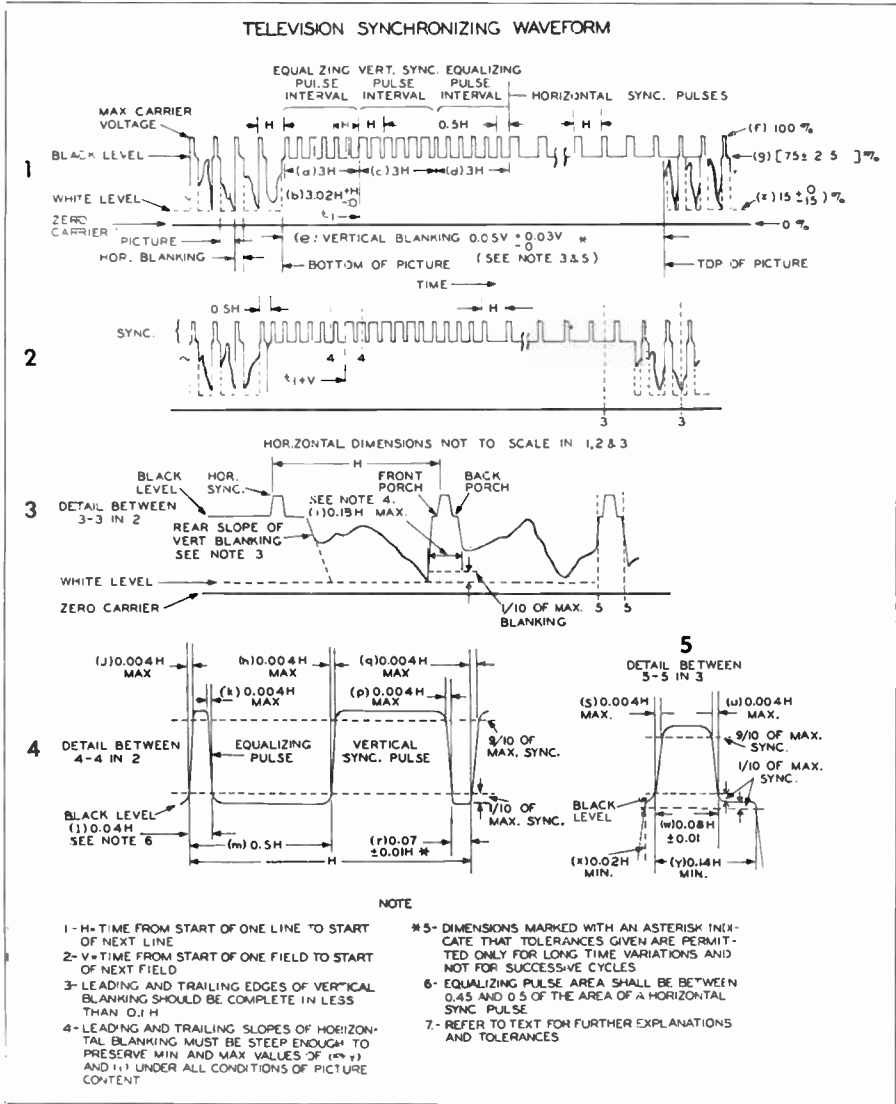 TELEVISION SYNCHRONIZING WAVEFORM
EQUAL ZING VERT. SYNC. EQUALIZING
PULSE PULSE PULSE
INTERVAL INTERVAL INTERVAL
HORIZONTAL SYNC. PULSES
MAX CARRIER
VOLTAGE
H
H
H
0.5H
H
(f) 100 %
1
BLACK LEVEL
(g) [75± 2 5 ]%
(a) 3H
(c) 3H
(d) 3H
WHITE LEVEL
(b) 3.02H +H -0
(z) 15 +0 -15) %
ZERO
CARRIER
t1
0 %
PICTURE
(e: VERTICAL BLANKING 0.05V +0.03V -0 *
HOR. BLANKING
BOTTOM OF PICTURE
(SEE NOTE 3 & 5)
TOP OF PICTURE
TIME
0 5H
H
SYNC.
2
4 4
t1+V
3 3
HORIZONTAL DIMENSIONS NOT TO SCALE IN 1,2 & 3
H
BLACK
LEVEL
HOR.
SYNC.
FRONT
PORCH
BACK
PORCH
3
DETAIL BETWEEN
3-3 IN 2
SEE NOTE 4.
(i) 0.18H MAX.
REAR SLOPE OF
VERT BLANKING
SEE NOTE 3
WHITE LEVEL
ZERO CARRIER
1/10 OF MAX.
BLANKING
5 5
5
DETAIL BETWEEN
5-5 IN 3
(J) 0.004H
MAX
(n) 0.004H
MAX
(q) 0.004H
MAX
(k) 0.004H
MAX
(p) 0.004H
MAX
(S) 0.004H
MAX.
(u) 0.004H
MAX.
4
DETAIL BETWEEN
4-4 IN 2
EQUALIZING
PULSE
VERTICAL
SYNC. PULSE
9/10 OF
MAX. SYNC.
9/10 OF MAX.
SYNC.
1/10 OF MAX.
SYNC.
BLACK LEVEL
(l) 0.04H
SEE NOTE 6
(m) 0.5H
(r) 0.07
±0.01H *
1/10 OF
MAX. SYNC.
H
BLACK
LEVEL
(w) 0.08H
±0.01
(x) 0.02H
MIN.
(y) 0.14H
MIN.
NOTE
1 - H= TIME FROM START OF ONE LINE TO START
OF NEXT LINE
2- V= TIME FROM START OF ONE FIELD TO START
OF NEXT FIELD
3- LEADING AND TRAILING EDGES OF VERTICAL
BLANKING SHOULD BE COMPLETE IN LESS
THAN 0.1 H
4- LEADING AND TRAILING SLOPES OF HORIZON-
TAL BLANKING MUST BE STEEP ENOUGH TO
PRESERVE MIN AND MAX VALUES OF
AND UNDER ALL CONDITIONS OF PICTURE
CONTENT
*5- DIMENSIONS MARKED WITH AN ASTERISK INDI-
CATE THAT TOLERANCES GIVEN ARE PERMIT-
TED ONLY FOR LONG TIME VARIATIONS AND
NOT FOR SUCCESSIVE CYCLES
6- EQUALIZING PULSE AREA SHALL BE BETWEEN
0.45 AND 0 5 OF THE AREA OF A HORIZONTAL
SYNC PULSE
7.- REFER TO TEXT FOR FURTHER EXPLANATIONS
AND TOLERANCES